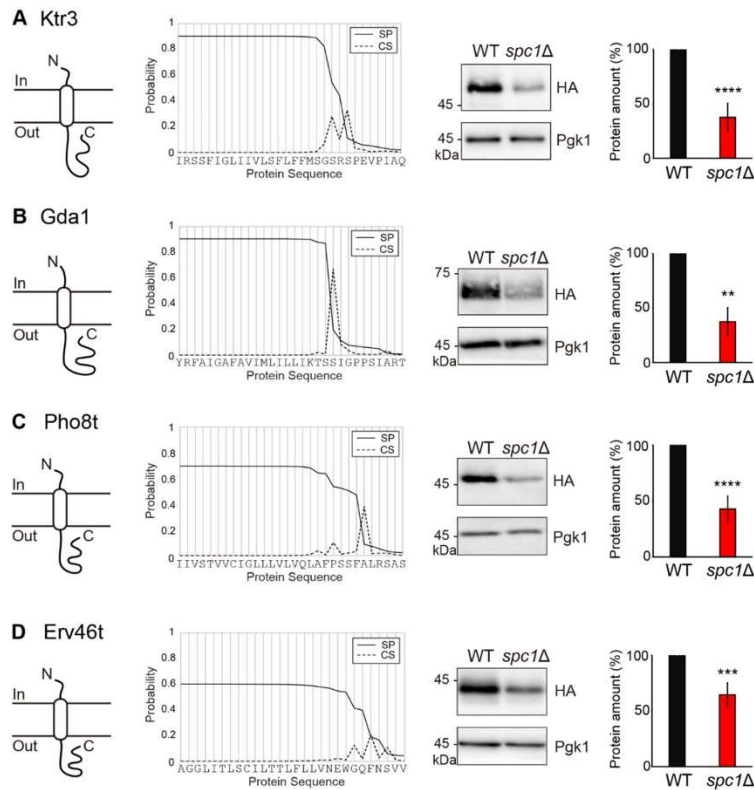 A Ktr3
N
In
Out
C
Probability
1
0.8
0.6
0.4
0.2
0
SP
CS
IRSSFIGLIIVLSFLFFMSGSRSPEVPIAQ
Protein Sequence
WT spc1Δ
45
HA
45
kDa
Pgk1
Protein amount (%)
100
50
0
****
WT
spc1Δ
B Gda1
N
In
Out
C
Probability
1
0.8
0.6
0.4
0.2
0
SP
CS
YRFAIGAFAVIMLILLIKTSSIGPPSIART
Protein Sequence
WT spc1Δ
75
HA
45
kDa
Pgk1
Protein amount (%)
100
50
0
**
WT
spc1Δ
C Pho8t
N
In
Out
C
Probability
1
0.8
0.6
0.4
0.2
0
SP
CS
IIVSTVVCIGLLLVLVQLAFPSSFALRSAS
Protein Sequence
WT spc1Δ
45
HA
45
kDa
Pgk1
Protein amount (%)
100
50
0
****
WT
spc1Δ
D Erv46t
N
In
Out
C
Probability
1
0.8
0.6
0.4
0.2
0
SP
CS
AGGLITLSCILTTLFLLVNEWGQFNSVV
Protein Sequence
WT spc1Δ
45
HA
45
kDa
Pgk1
Protein amount (%)
100
50
0
***
WT
spc1Δ